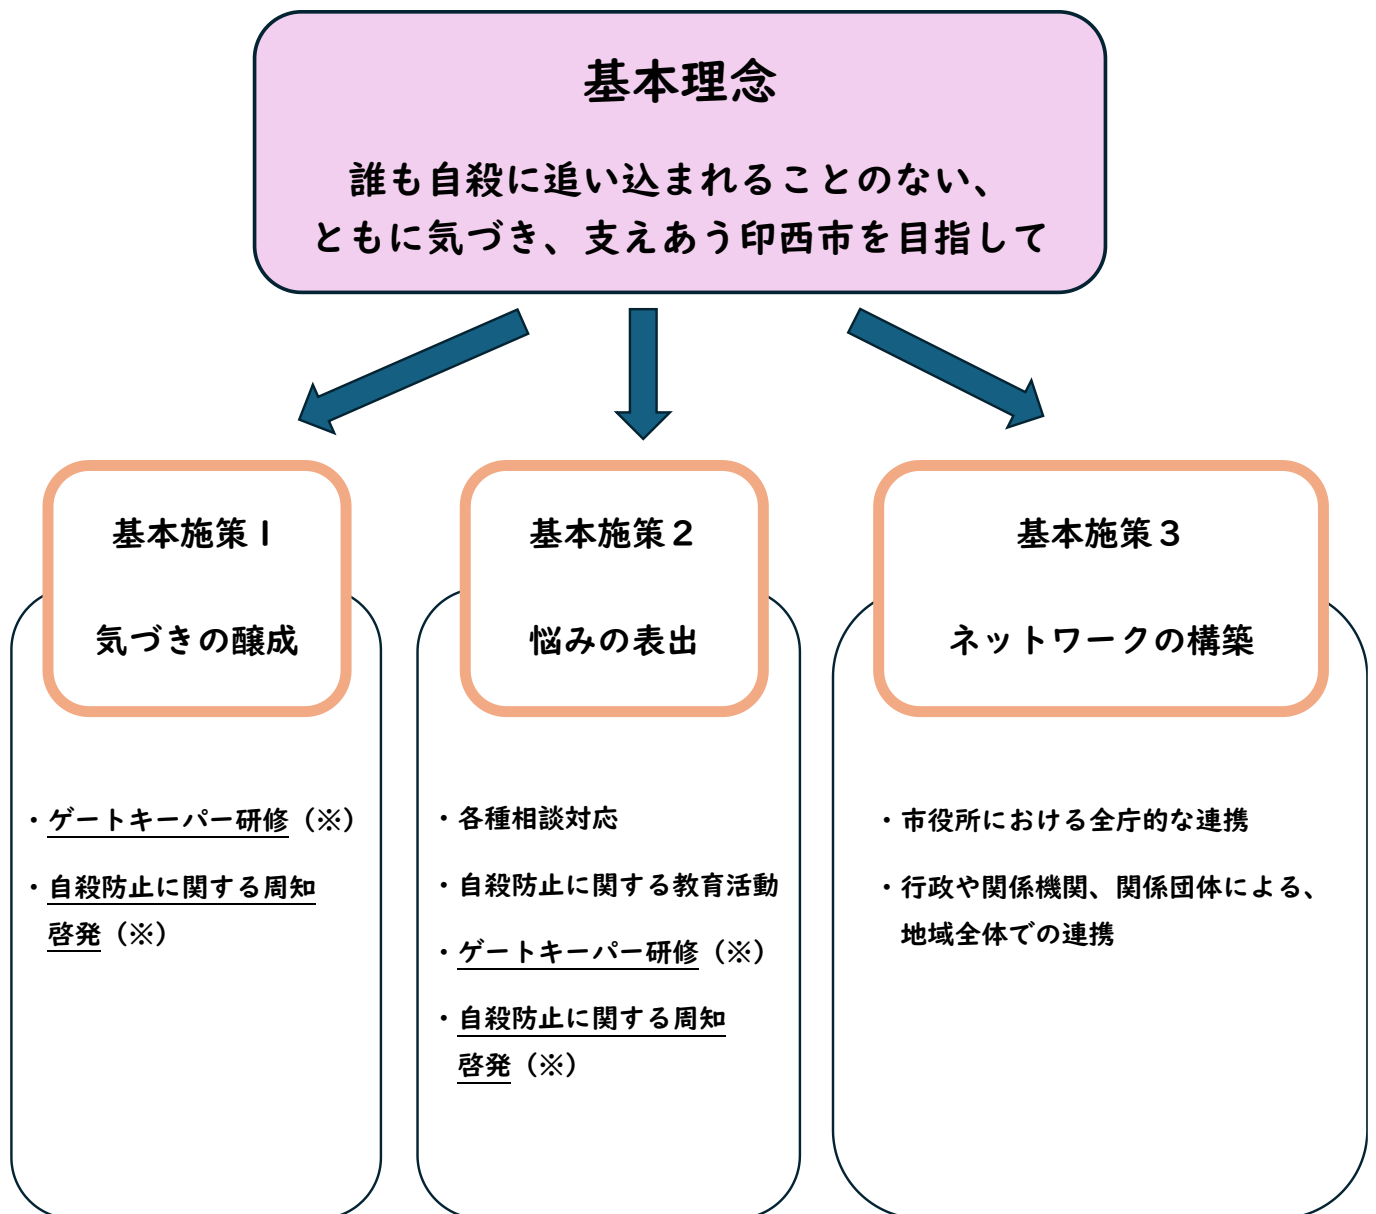 基本理念
誰も自殺に追い込まれることのない、
ともに気づき、支えあう印西市を目指して
基本施策1
気づきの醸成
・ゲートキーパー研修（※）
・自殺防止に関する周知
啓発（※）
基本施策2
悩みの表出
・各種相談対応
・自殺防止に関する教育活動
・ゲートキーパー研修（※）
・自殺防止に関する周知
啓発（※）
基本施策3
ネットワークの構築
・市役所における全庁的な連携
・行政や関係機関、関係団体による、
地域全体での連携